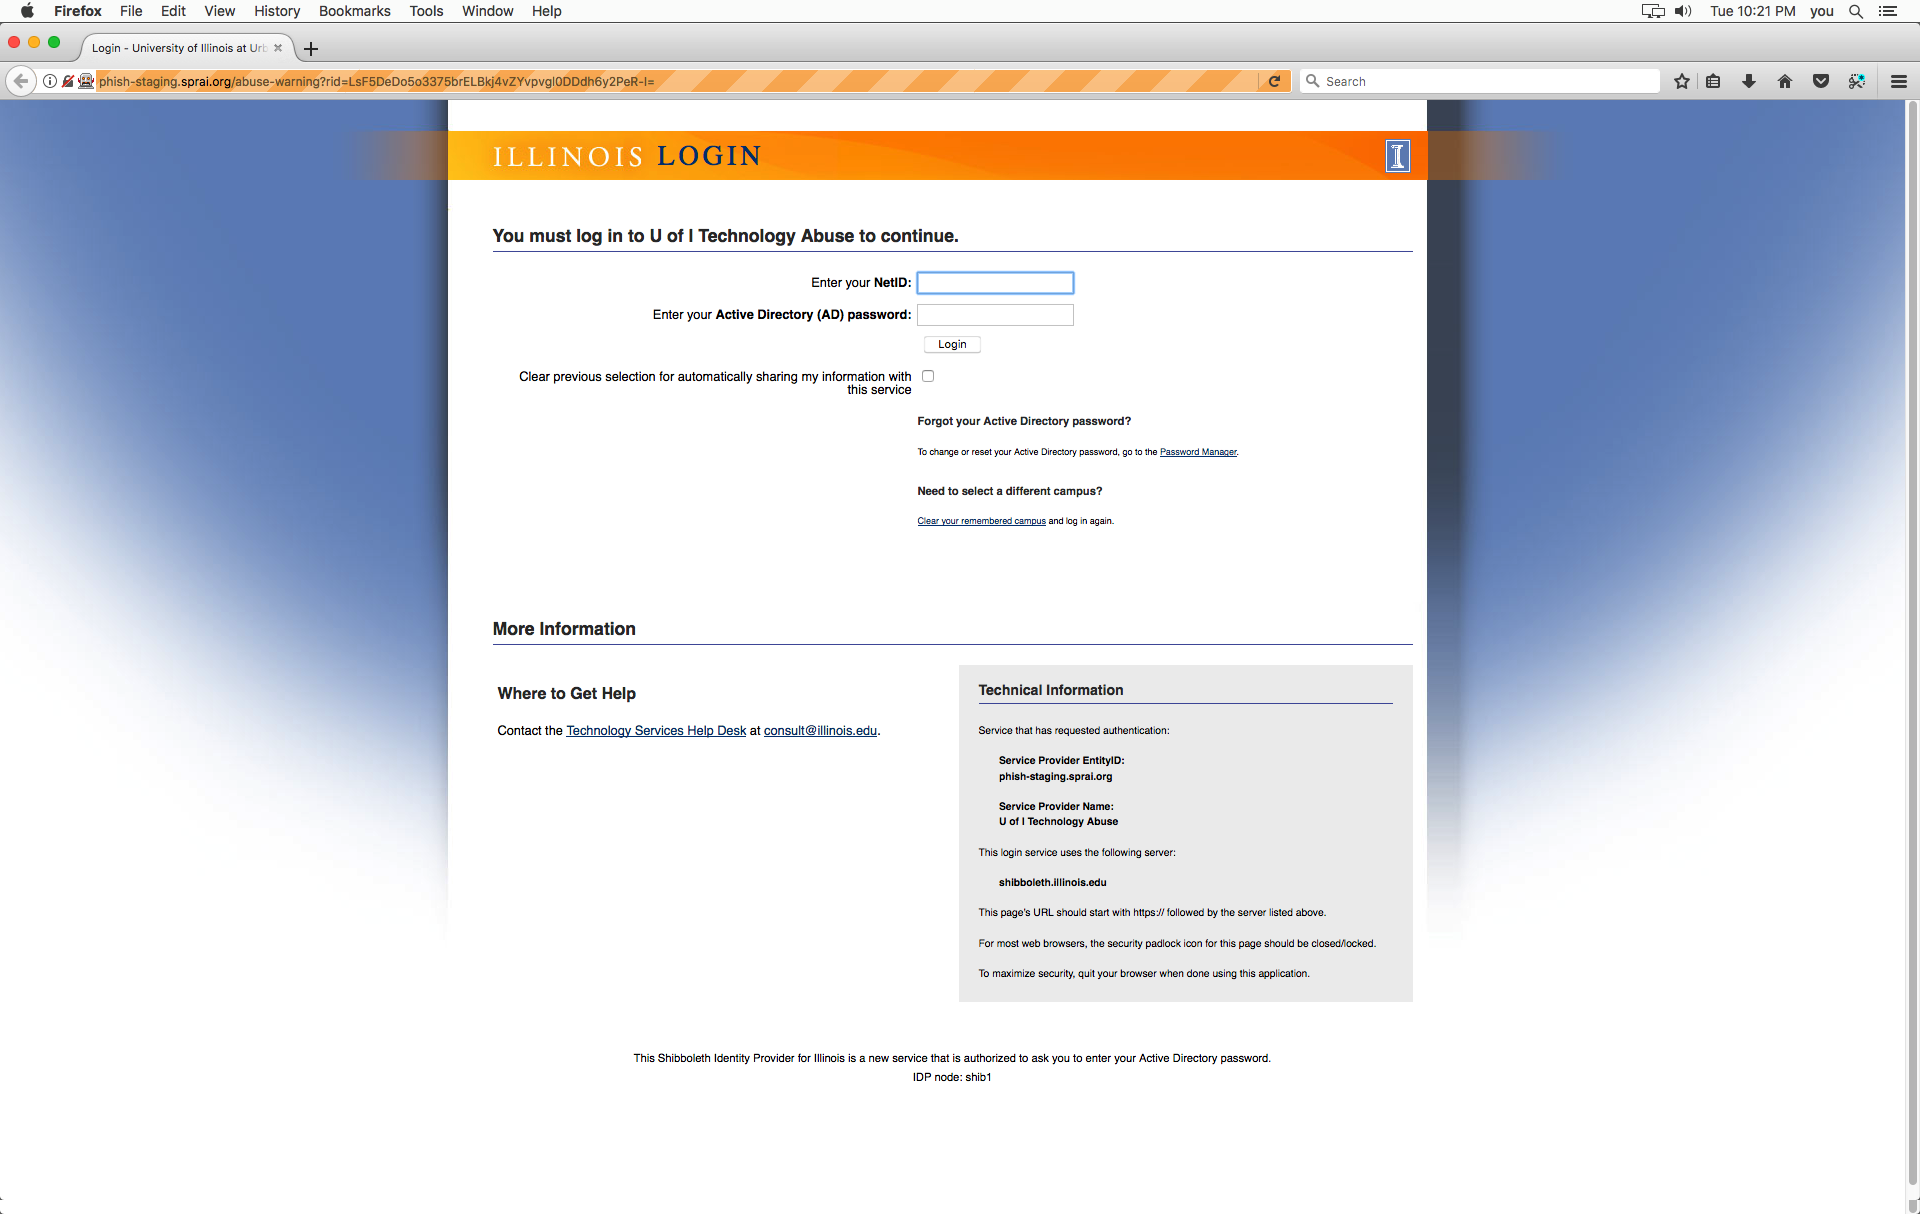 Firefox File Edit View History Bookmarks Tools Window Help Tue 10:21 PM you
Login - University of Illinois at Urb
phish-staging.sprai.org/abuse-warning?rid=LsF5DeDo5o3375brELBkj4vZYvpvgl0DDdh6y2PeR-I= Search
ILLINOIS LOGIN
You must log in to U of I Technology Abuse to continue.
Enter your NetID:
Enter your Active Directory (AD) password:
Login
Clear previous selection for automatically sharing my information with
this service
Forgot your Active Directory password?
To change or reset your Active Directory password, go to the Password Manager.
Need to select a different campus?
Clear your remembered campus and log in again.
More Information
Where to Get Help
Contact the Technology Services Help Desk at consult@illinois.edu.
Technical Information
Service that has requested authentication:
Service Provider EntityID:
phish-staging.sprai.org
Service Provider Name:
U of I Technology Abuse
This login service uses the following server:
shibboleth.illinois.edu
This page's URL should start with https:// followed by the server listed above.
For most web browsers, the security padlock icon for this page should be closed/locked.
To maximize security, quit your browser when done using this application.
This Shibboleth Identity Provider for Illinois is a new service that is authorized to ask you to enter your Active Directory password.
IDP node: shib1